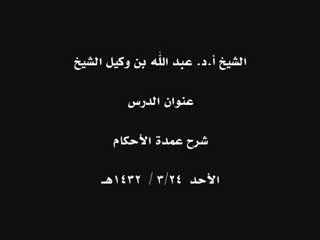 الشيخ أ.د. عبد الله بن وكيل الشيخ
عنوان الدرس
شرح عمدة الأحكام
الأحد ٣/٢٤ / ١٤٣٢هـ